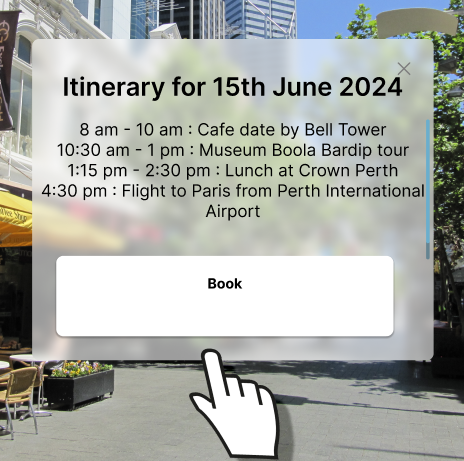 Itinerary for 15th June 2024
8 am - 10 am : Cafe date by Bell Tower
10:30 am - 1 pm : Museum Boola Bardip tour
1:15 pm - 2:30 pm : Lunch at Crown Perth
4:30 pm : Flight to Paris from Perth International
Airport
Book